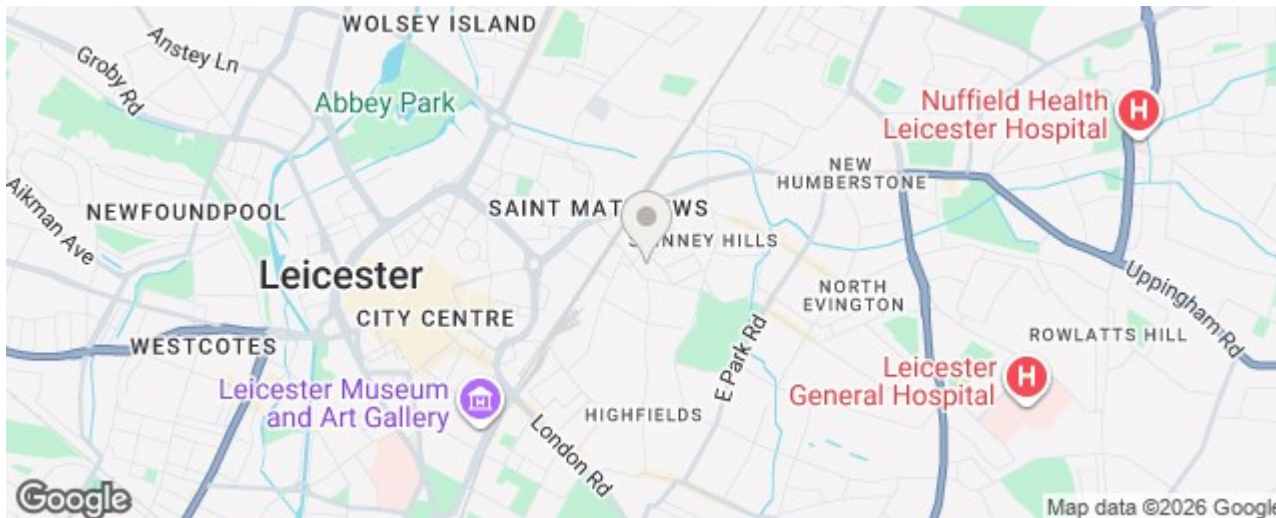 WOLSEY ISLAND
Anstey Ln
Groby Rd
Abbey Park
Nuffield Health
Leicester Hospital
H
NEW
HUMBERSTONE
Aikman Ave
NEWFOUNDPOOL
SAINT MAT EWS
S INNEY HILLS
Leicester
CITY CENTRE
NORTH
EVINGTON
Uppingham Rd
WESTCOTES
ROWLATTS HILL
E Park Rd
Leicester
General Hospital
H
Leicester Museum
and Art Gallery
HIGHFIELDS
London Rd
Google
Map data ©2026 Google